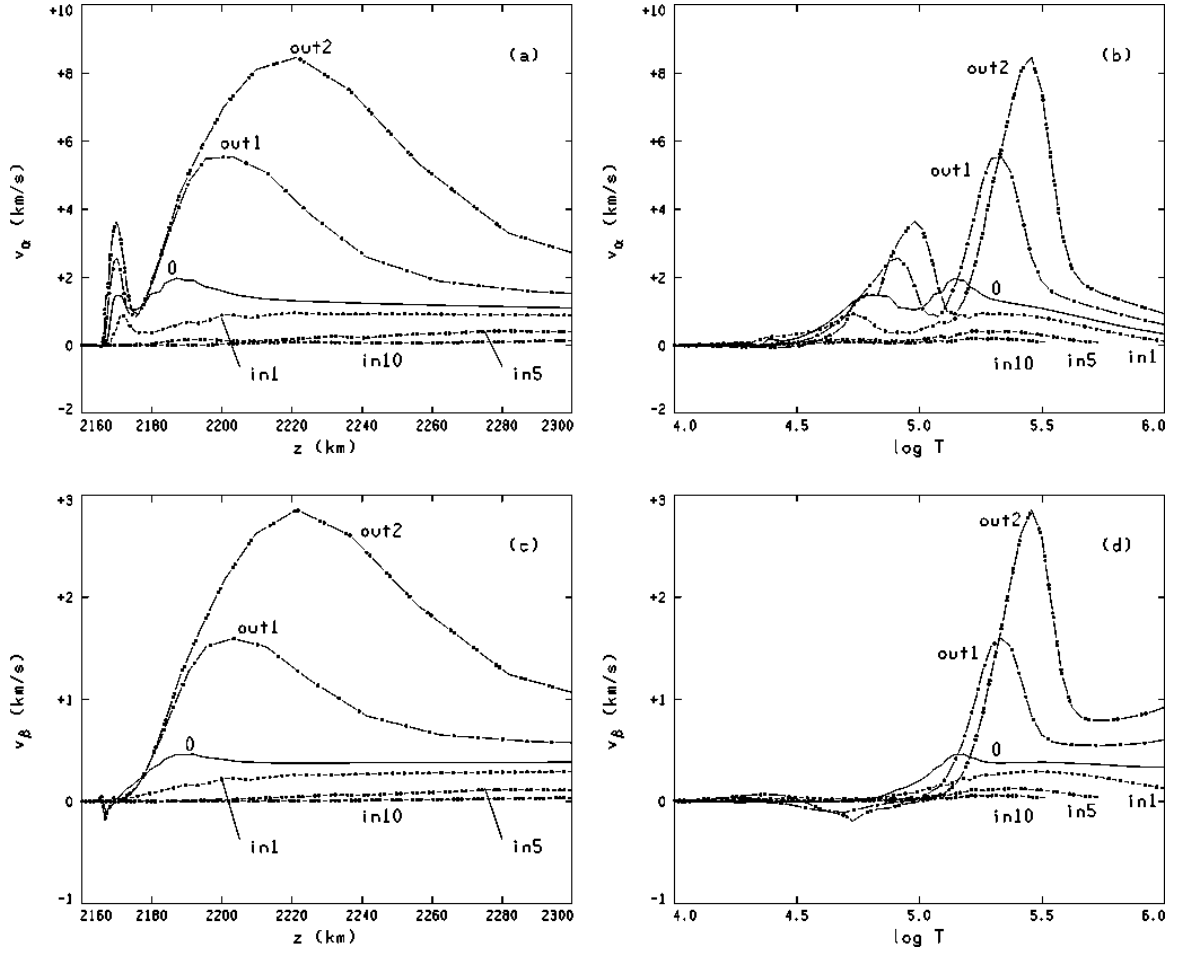 +10
+8
+6
+4
+2
0
-2
v_α (km/s)
(a)
out2
out1
0
in1
in10
in5
2160 2180 2200 2220 2240 2260 2280 2300
z (km)
+10
+8
+6
+4
+2
0
-2
v_α (km/s)
(b)
out2
out1
0
in10
in5
in1
4.0 4.5 5.0 5.5 6.0
log T
+3
+2
+1
0
-1
v_β (km/s)
(c)
out2
out1
0
in1
in10
in5
2160 2180 2200 2220 2240 2260 2280 2300
z (km)
+3
+2
+1
0
-1
v_β (km/s)
(d)
out2
out1
0
in10
in5
in1
4.0 4.5 5.0 5.5 6.0
log T